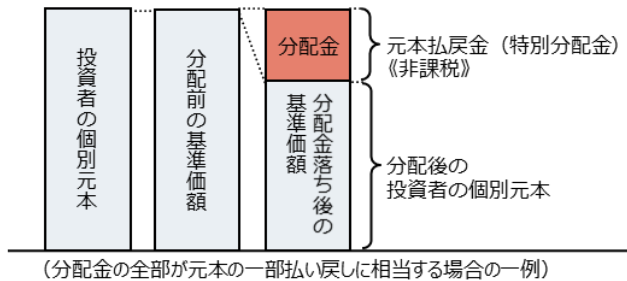 投資者の個別元本
分配前の基準価額
分配金
分配金落ち後の
基準価額
元本払戻金（特別分配金）
《非課税》
分配後の
投資者の個別元本
（分配金の全部が元本の一部払い戻しに相当する場合の一例）